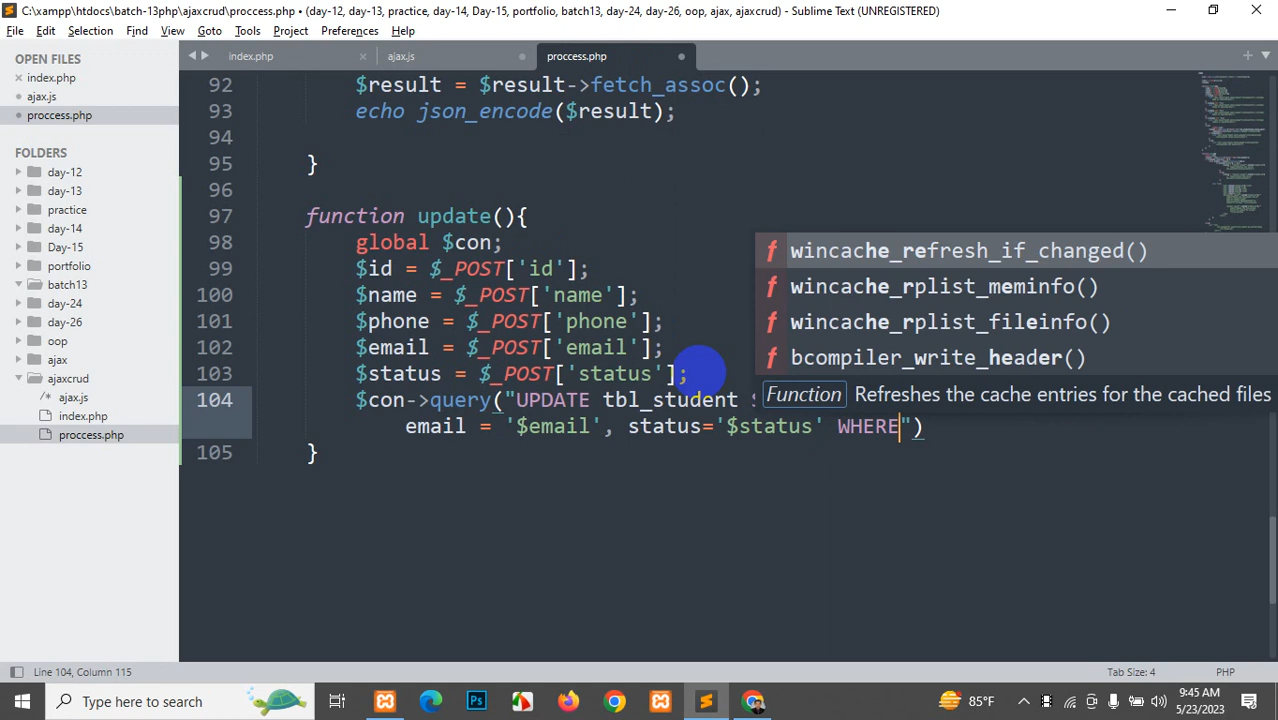 C:\xampp\htdocs\batch-13php\ajaxcrud\proccess.php • (day-12, day-13, practice, day-14, Day-15, portfolio, batch13, day-24, day-26, oop, ajax, ajaxcrud) - Sublime Text (UNREGISTERED)
File Edit Selection Find View Goto Tools Project Preferences Help
OPEN FILES
index.php
ajax.js
proccess.php
FOLDERS
day-12
day-13
practice
day-14
Day-15
portfolio
batch13
day-24
day-26
oop
ajax
ajaxcrud
ajax.js
index.php
proccess.php
index.php ajax.js proccess.php
92 $result = $result->fetch_assoc();
93 echo json_encode($result);
94
95 }
96
97 function update(){
98 global $con;
99 $id = $_POST['id'];
100 $name = $_POST['name'];
101 $phone = $_POST['phone'];
102 $email = $_POST['email'];
103 $status = $_POST['status'];
104 $con->query("UPDATE tbl_student
email = '$email', status='$status' WHERE")
105 }
f wincache_refresh_if_changed()
f wincache_rplist_meminfo()
f wincache_rplist_fileinfo()
f bcompiler_write_header()
Function Refreshes the cache entries for the cached files
Line 104, Column 115 Tab Size: 4 PHP
Type here to search
85°F
9:45 AM
5/23/2023